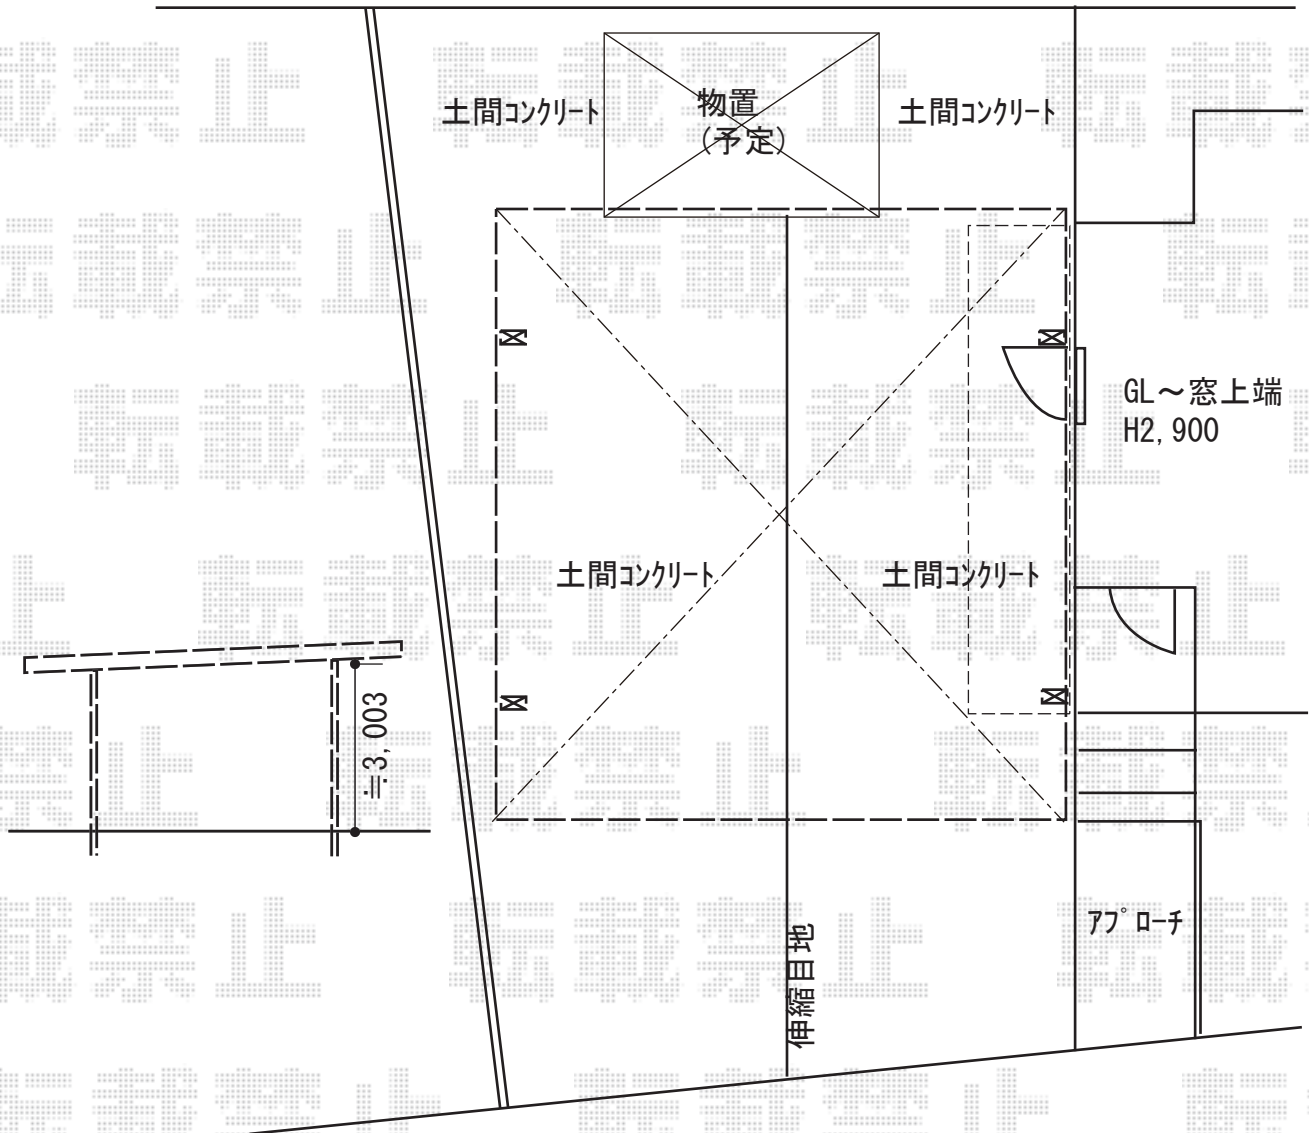 土間コンクリート
物置
(予定)
土間コンクリート
GL～窓上端
H2,900
土間コンクリート
土間コンクリート
≒3,003
アプローチ
伸縮目地
転載禁止